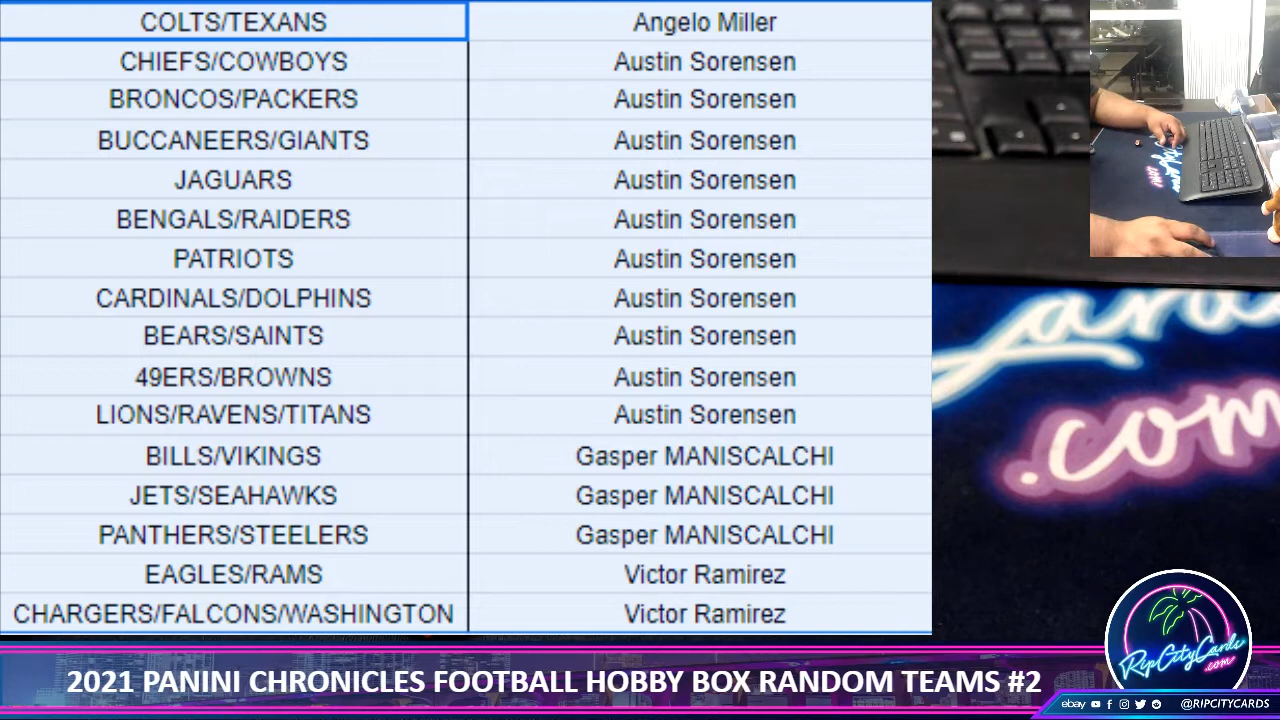 COLTS/TEXANS Angelo Miller
CHIEFS/COWBOYS Austin Sorensen
BRONCOS/PACKERS Austin Sorensen
BUCCANEERS/GIANTS Austin Sorensen
JAGUARS Austin Sorensen
BENGALS/RAIDERS Austin Sorensen
PATRIOTS Austin Sorensen
CARDINALS/DOLPHINS Austin Sorensen
BEARS/SAINTS Austin Sorensen
49ERS/BROWNS Austin Sorensen
LIONS/RAVENS/TITANS Austin Sorensen
BILLS/VIKINGS Gasper MANISCALCHI
JETS/SEAHAWKS Gasper MANISCALCHI
PANTHERS/STEELERS Gasper MANISCALCHI
EAGLES/RAMS Victor Ramirez
CHARGERS/FALCONS/WASHINGTON Victor Ramirez
.com
RipCityCards
.com
2021 PANINI CHRONICLES FOOTBALL HOBBY BOX RANDOM TEAMS #2
ebay @RIPCITYCARDS